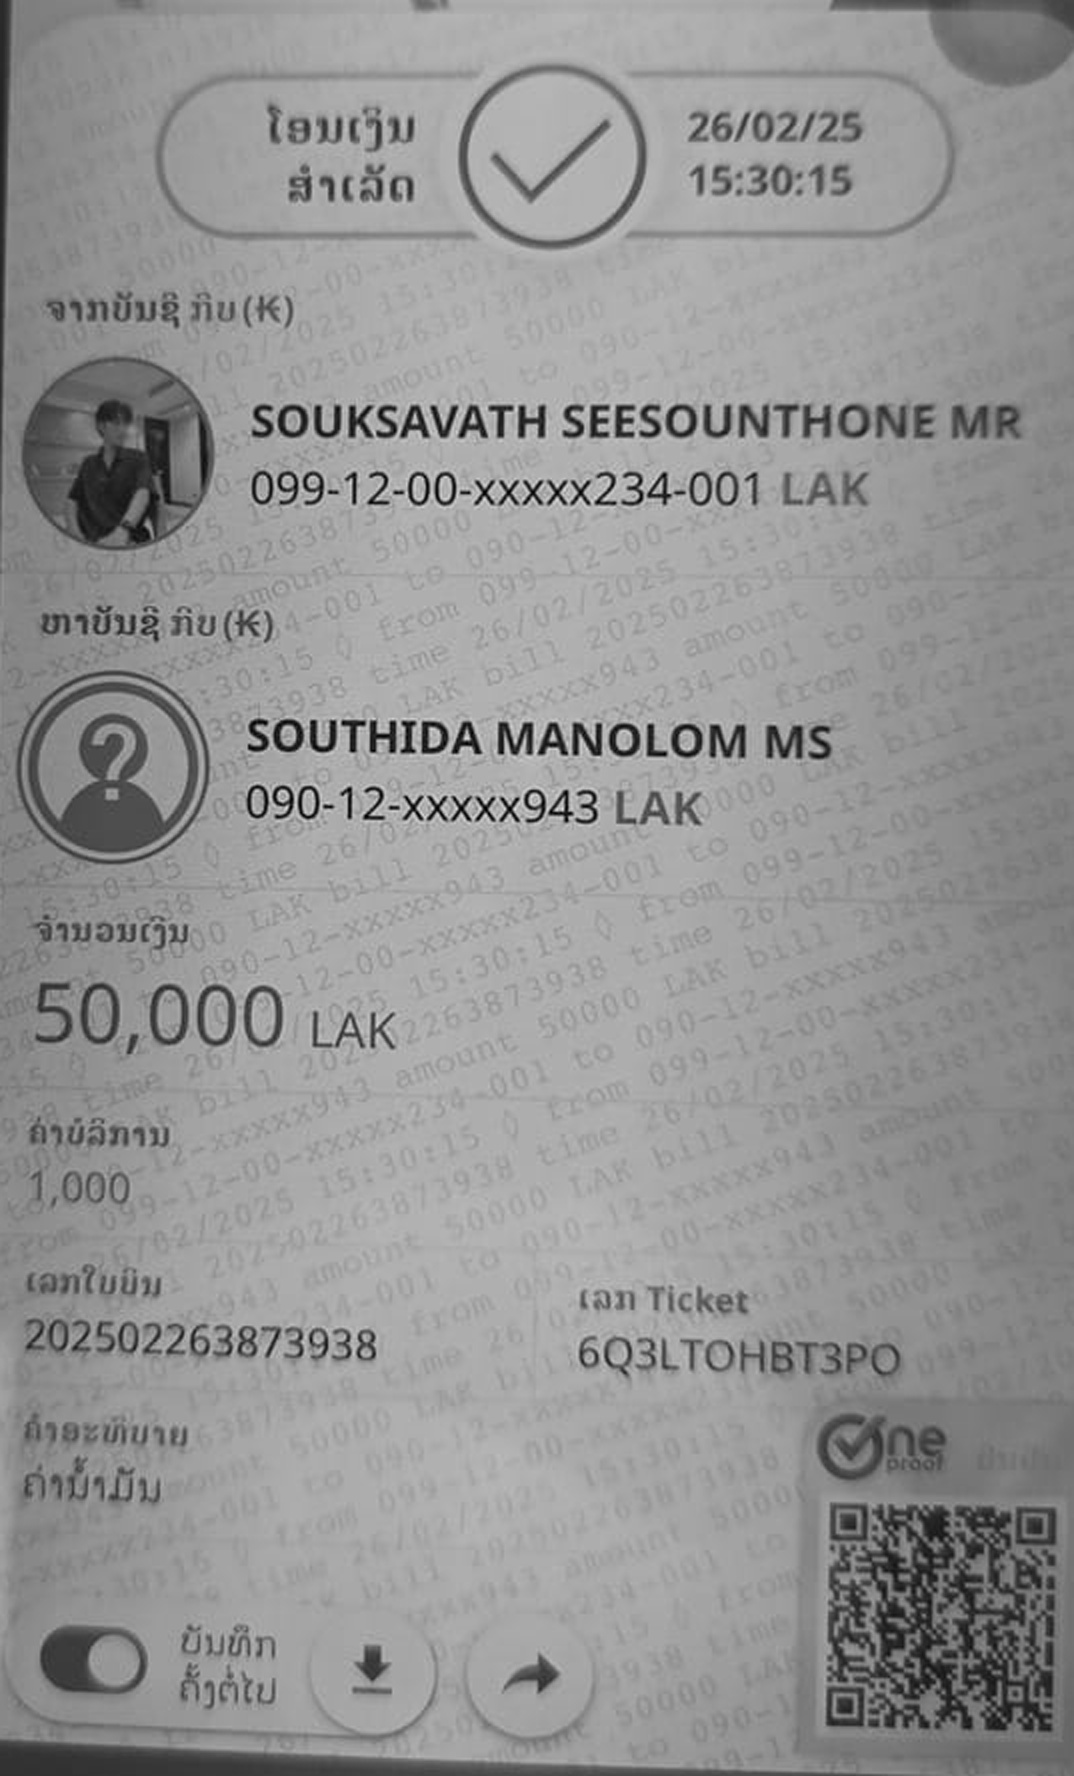 ໂອນເງິນ
ສຳເລັດ
26/02/25
15:30:15
ຈາກບັນຊີ ກີບ(₭)
SOUKSAVATH SEESOUNTHONE MR
099-12-00-xxxxx234-001 LAK
ຫາບັນຊີ ກີບ(₭)
SOUTHIDA MANOLOM MS
090-12-xxxxx943 LAK
ຈຳນວນເງິນ
50,000 LAK
ຄ່າບໍລິການ
1,000
ເລກໃບບິນ
202502263873938
ເລກ Ticket
6Q3LTOHBT3PO
ຄຳອະທິບາຍ
ຄ່ານ້ຳມັນ
One
proof
ບັນທຶກ
ຄັ້ງຕໍ່ໄປ